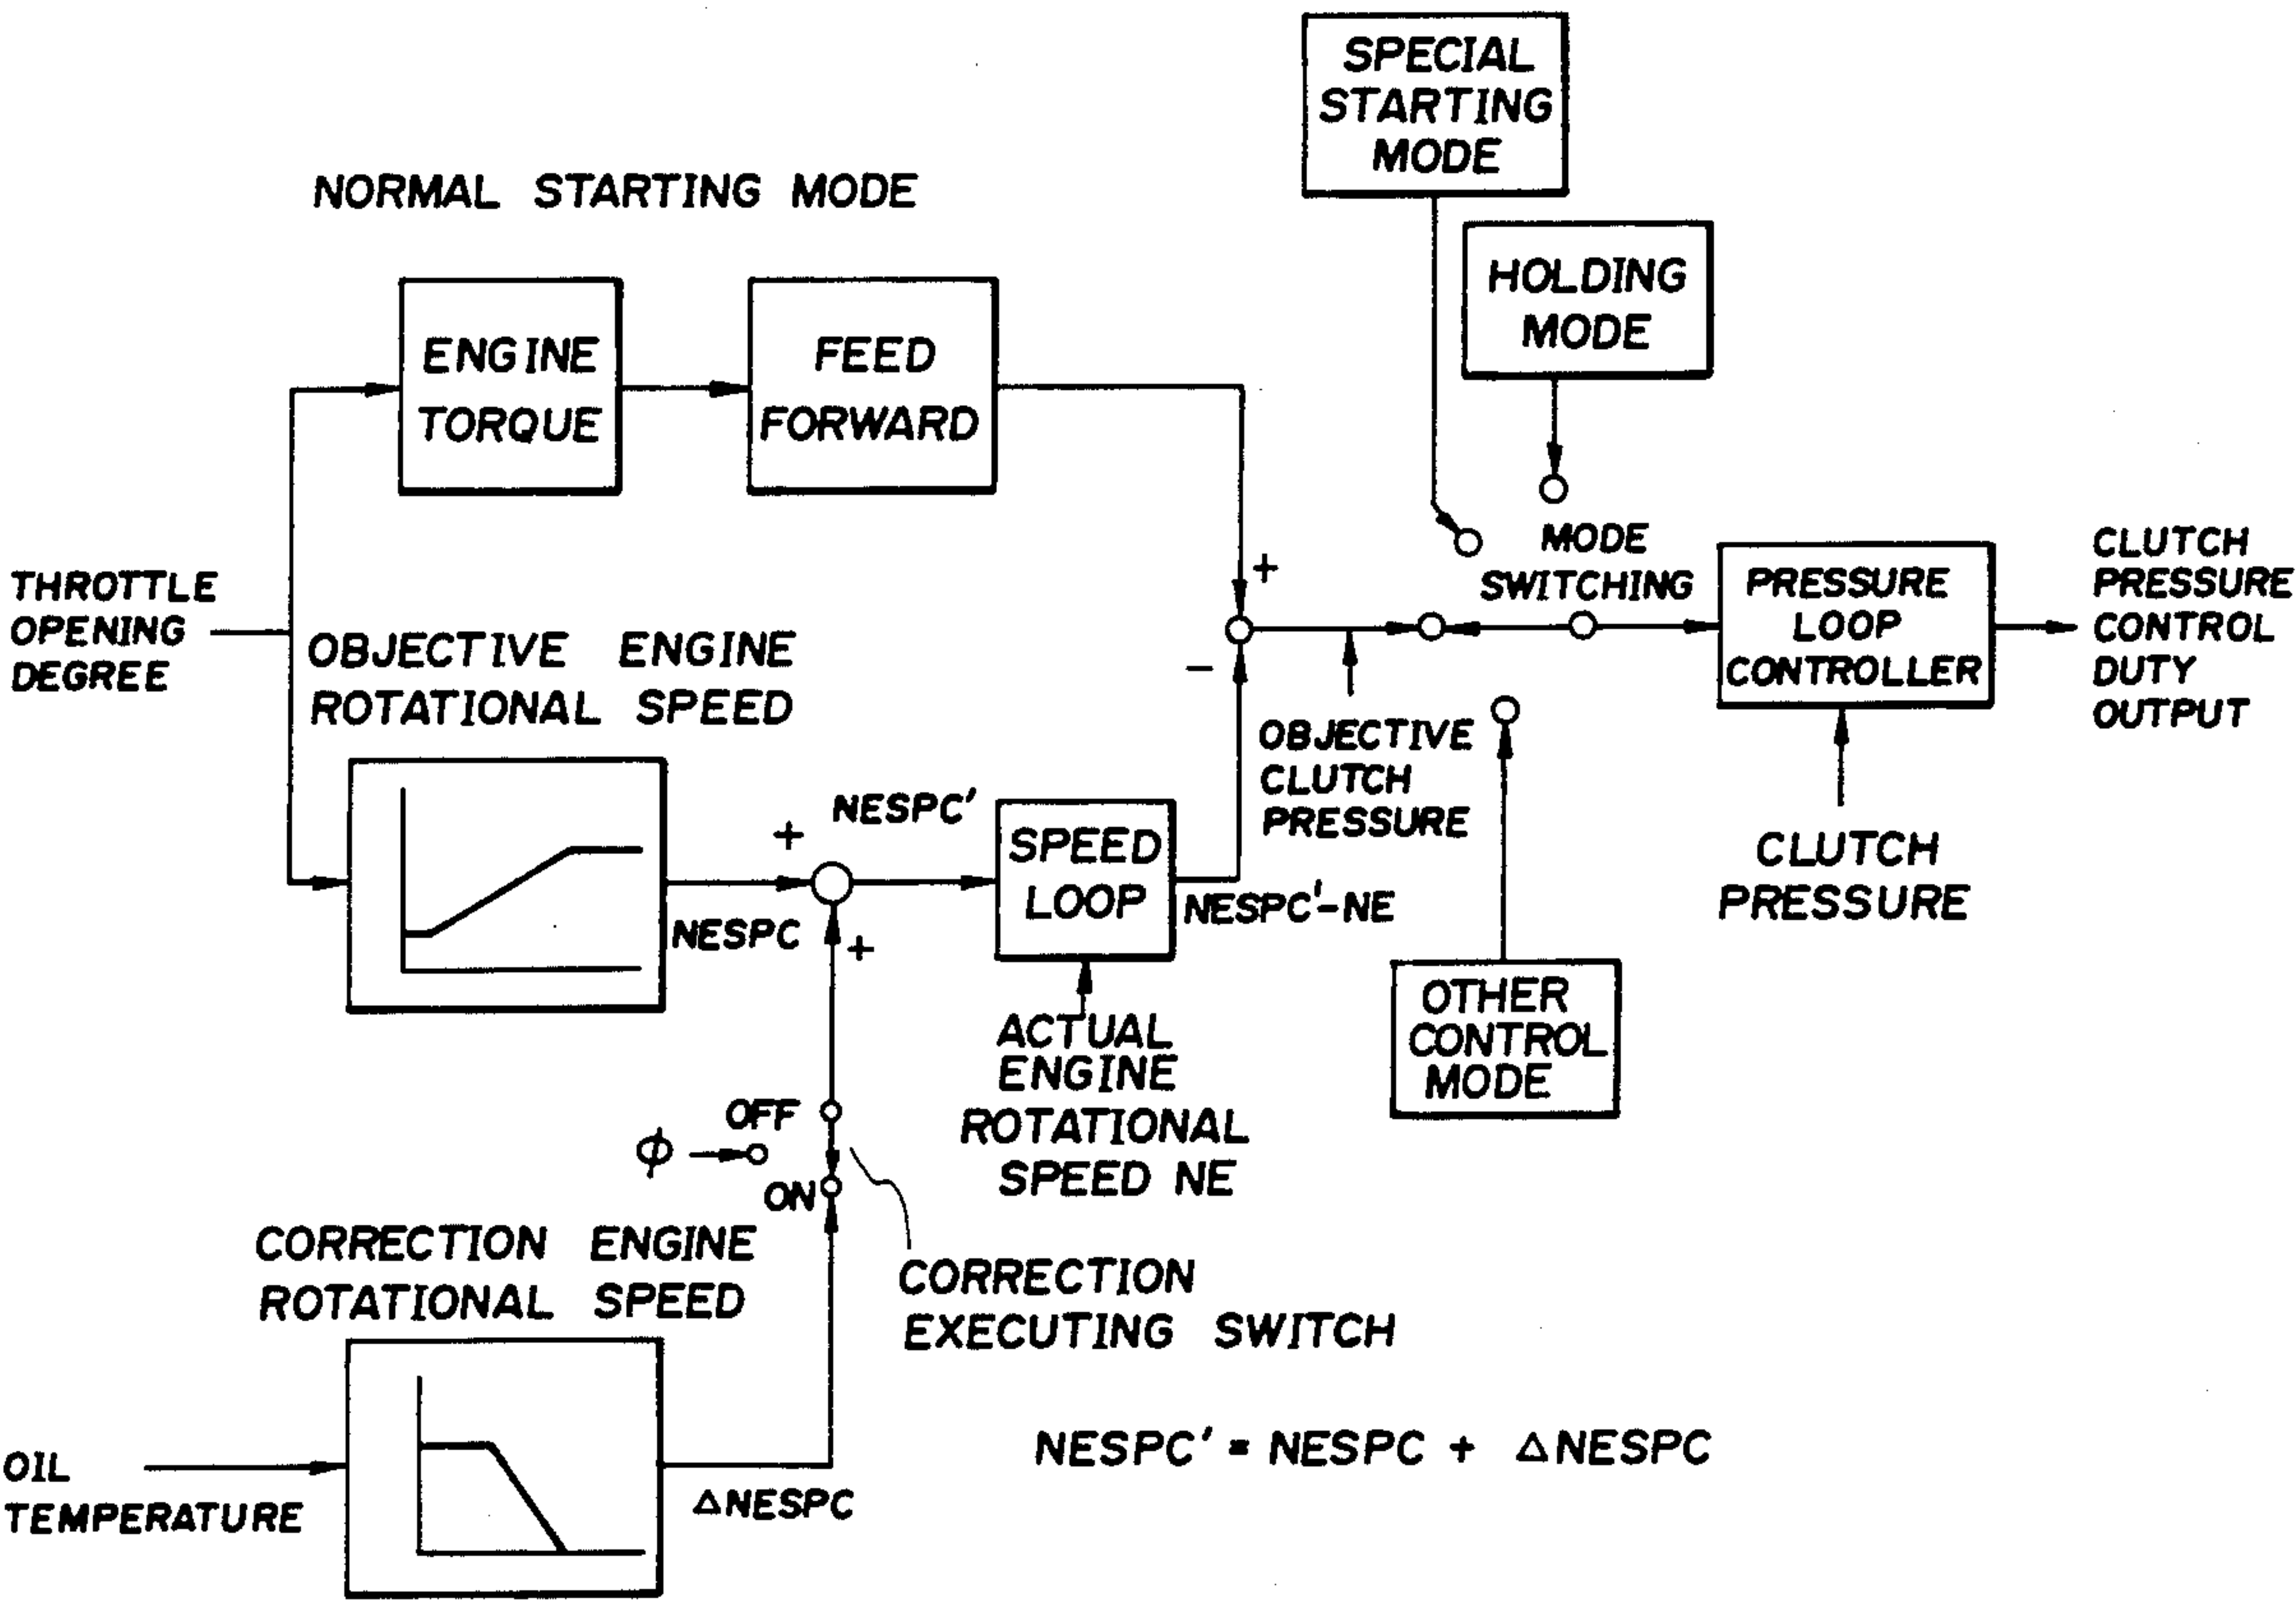 SPECIAL
STARTING
MODE
NORMAL STARTING MODE
HOLDING
MODE
ENGINE
TORQUE
FEED
FORWARD
MODE
SWITCHING
THROTTLE
OPENING
DEGREE
+
-
PRESSURE
LOOP
CONTROLLER
CLUTCH
PRESSURE
CONTROL
DUTY
OUTPUT
OBJECTIVE ENGINE
ROTATIONAL SPEED
OBJECTIVE
CLUTCH
PRESSURE
CLUTCH
PRESSURE
+
NESPC'
NESPC
+
SPEED
LOOP
NESPC'-NE
ACTUAL
ENGINE
ROTATIONAL
SPEED NE
OTHER
CONTROL
MODE
OFF
ϕ
ON
CORRECTION ENGINE
ROTATIONAL SPEED
CORRECTION
EXECUTING SWITCH
OIL
TEMPERATURE
△NESPC
NESPC' = NESPC + △NESPC